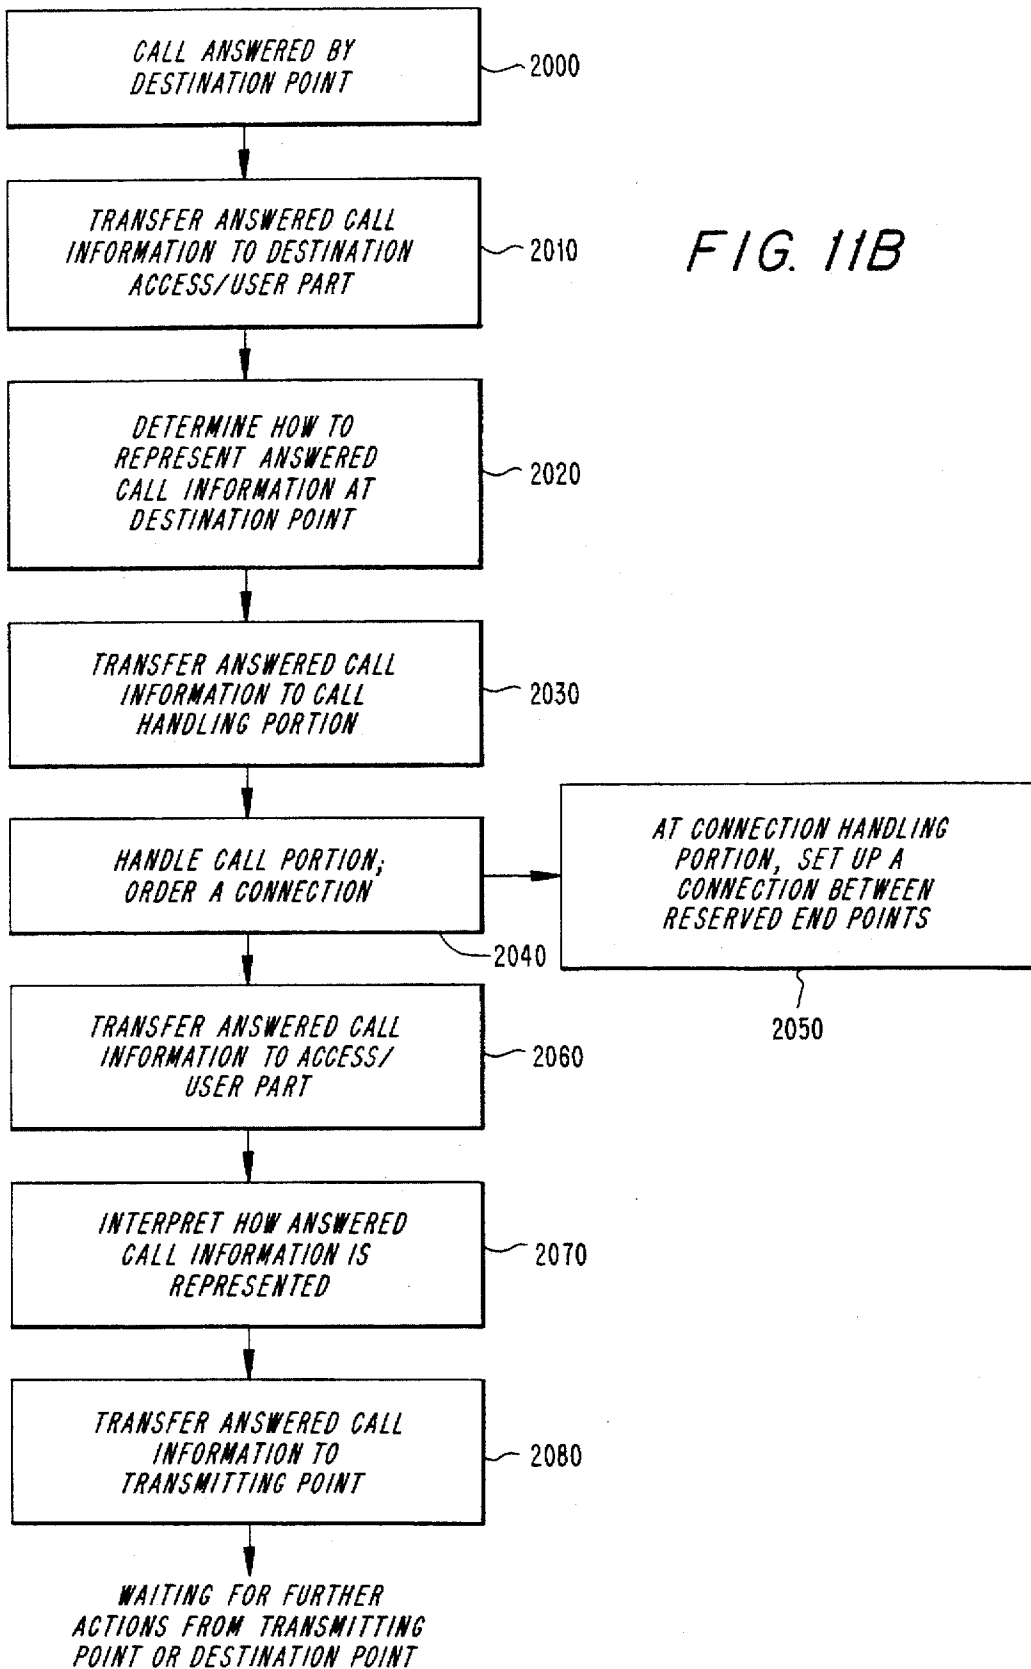 CALL ANSWERED BY
DESTINATION POINT
2000
TRANSFER ANSWERED CALL
INFORMATION TO DESTINATION
ACCESS/USER PART
2010
FIG. 11B
DETERMINE HOW TO
REPRESENT ANSWERED
CALL INFORMATION AT
DESTINATION POINT
2020
TRANSFER ANSWERED CALL
INFORMATION TO CALL
HANDLING PORTION
2030
HANDLE CALL PORTION;
ORDER A CONNECTION
2040
AT CONNECTION HANDLING
PORTION, SET UP A
CONNECTION BETWEEN
RESERVED END POINTS
2050
TRANSFER ANSWERED CALL
INFORMATION TO ACCESS/
USER PART
2060
INTERPRET HOW ANSWERED
CALL INFORMATION IS
REPRESENTED
2070
TRANSFER ANSWERED CALL
INFORMATION TO
TRANSMITTING POINT
2080
WAITING FOR FURTHER
ACTIONS FROM TRANSMITTING
POINT OR DESTINATION POINT